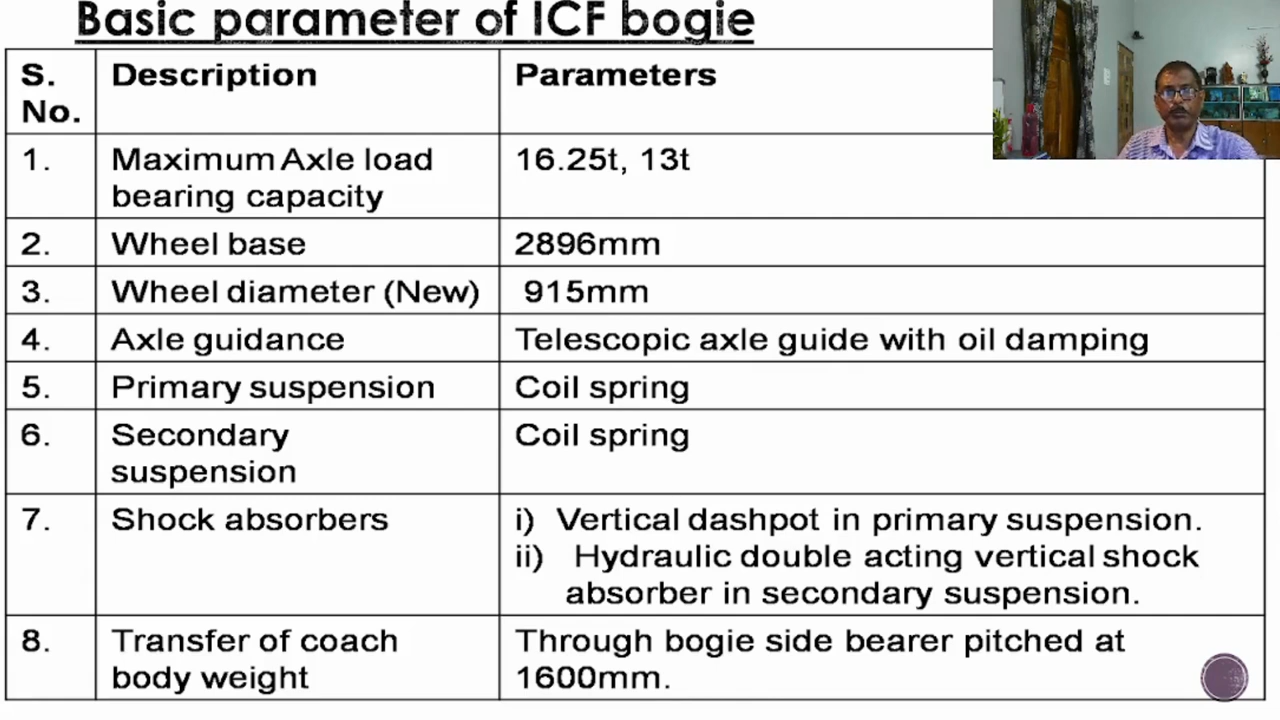 Basic parameter of ICF bogie
S. No. Description Parameters
1. Maximum Axle load bearing capacity 16.25t, 13t
2. Wheel base 2896mm
3. Wheel diameter (New) 915mm
4. Axle guidance Telescopic axle guide with oil damping
5. Primary suspension Coil spring
6. Secondary suspension Coil spring
7. Shock absorbers i) Vertical dashpot in primary suspension.
ii) Hydraulic double acting vertical shock
absorber in secondary suspension.
8. Transfer of coach body weight Through bogie side bearer pitched at 1600mm.